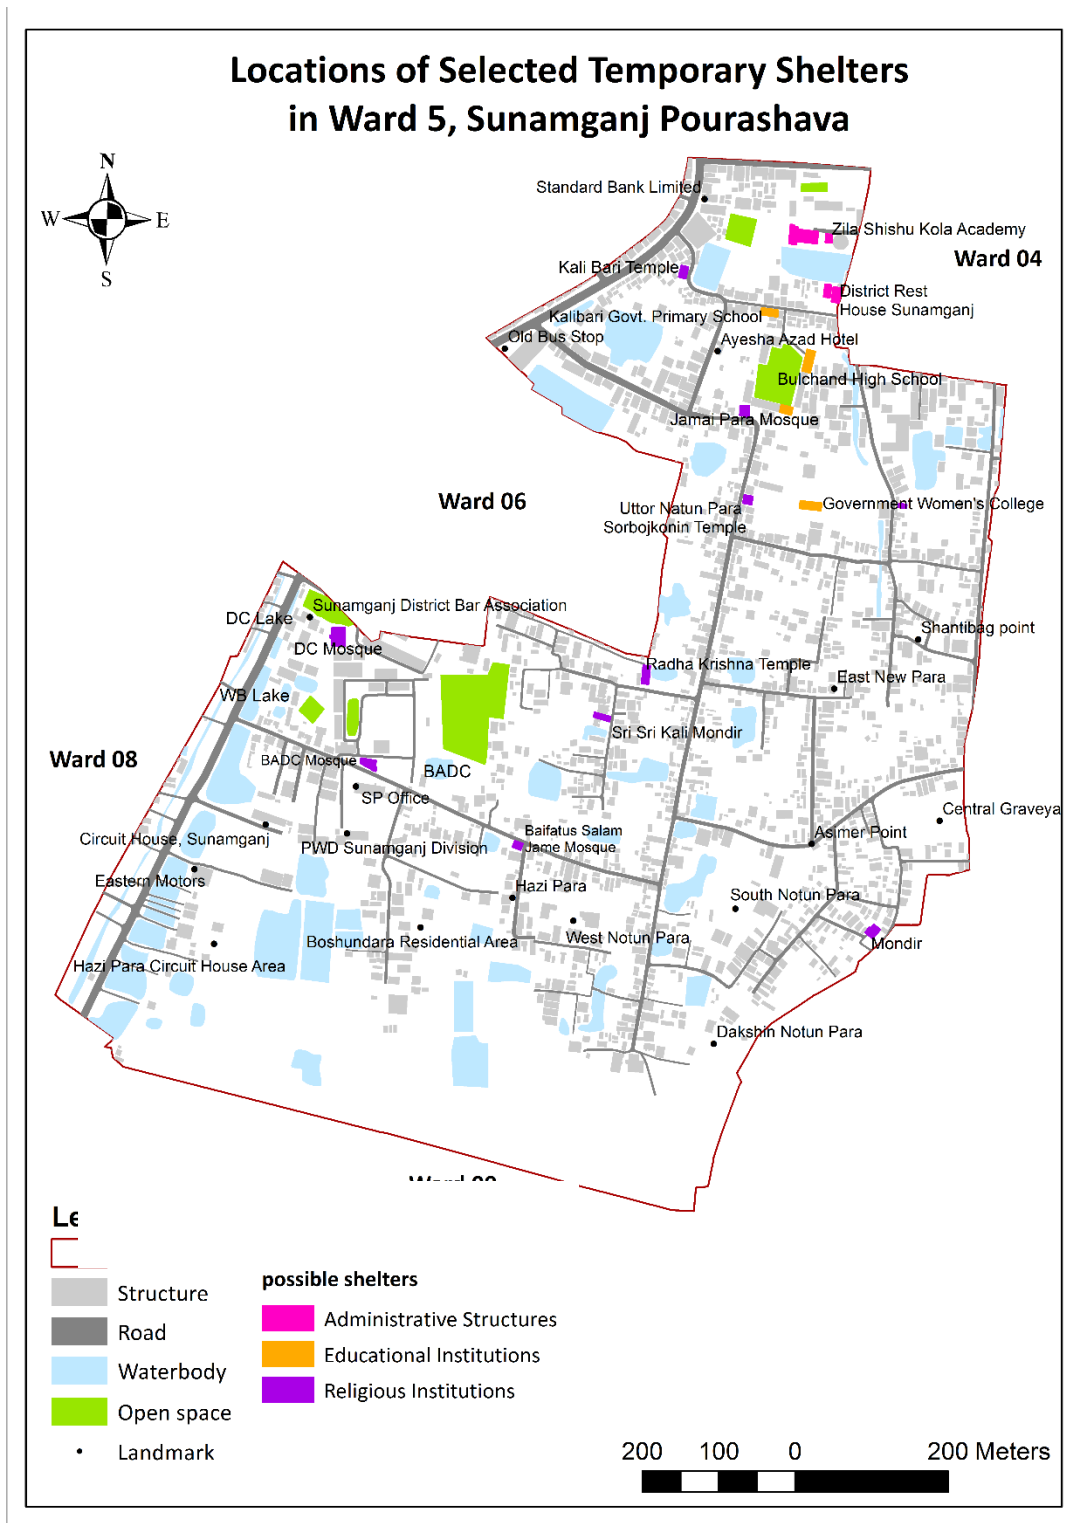 Locations of Selected Temporary Shelters
in Ward 5, Sunamganj Pourashava
N
W
E
S
Standard Bank Limited
Zila Shishu Kola Academy
Ward 04
Kali Bari Temple
District Rest
House Sunamganj
Kalibari Govt. Primary School
Old Bus Stop
Ayesha Azad Hotel
Bulchand High School
Jamai Para Mosque
Ward 06
Uttor Natun Para
Sorbojkonin Temple
Government Women's College
Sunamganj District Bar Association
DC Lake
DC Mosque
Shantibag point
Radha Krishna Temple
East New Para
WB Lake
Sri Sri Kali Mondir
Ward 08
BADC Mosque
BADC
SP Office
Central Graveya
Circuit House, Sunamganj
PWD Sunamganj Division
Baifatus Salam
Jame Mosque
Asimer Point
Eastern Motors
Hazi Para
South Notun Para
Boshundara Residential Area
West Notun Para
Mondir
Hazi Para Circuit House Area
Dakshin Notun Para
Le
possible shelters
Structure
Road
Waterbody
Open space
Landmark
Administrative Structures
Educational Institutions
Religious Institutions
200 100 0 200 Meters